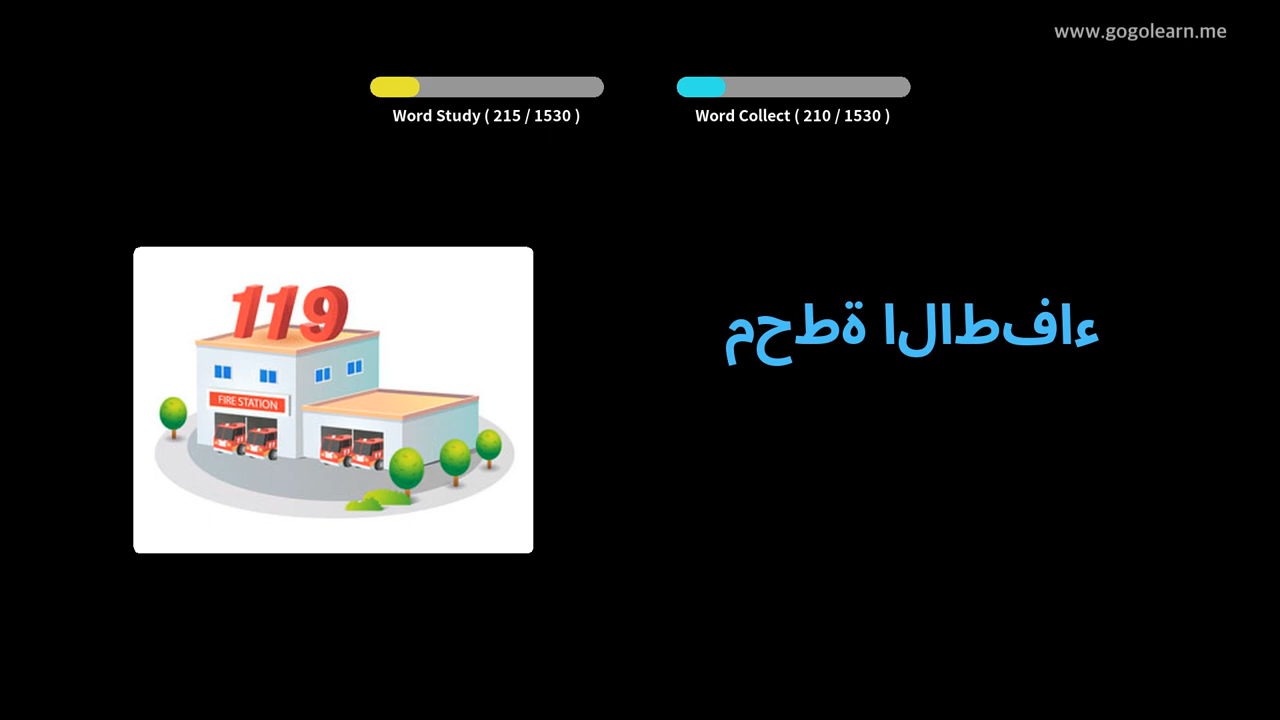 www.gogolearn.me
Word Study ( 215 / 1530 )
Word Collect ( 210 / 1530 )
119
FIRE STATION
محطة الاطفاء